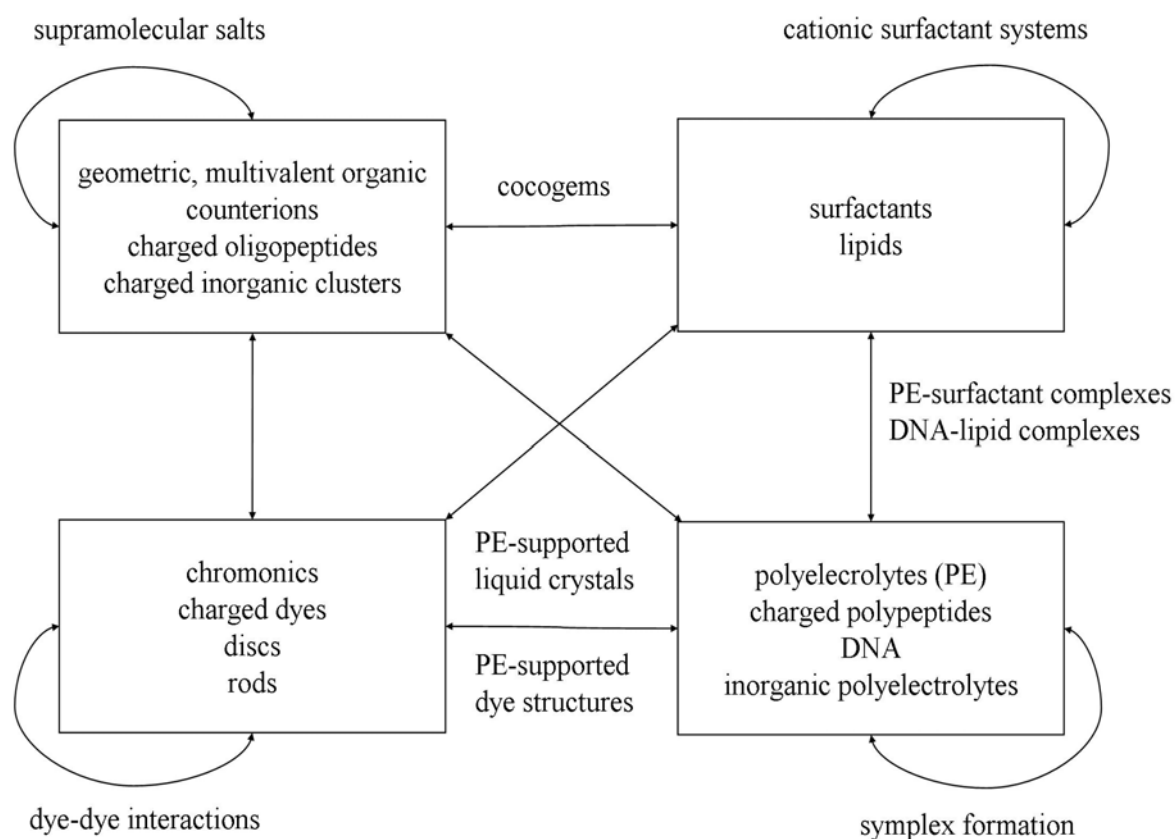 supramolecular salts
cationic surfactant systems
geometric, multivalent organic
counterions
charged oligopeptides
charged inorganic clusters
cocogems
surfactants
lipids
PE-surfactant complexes
DNA-lipid complexes
chromonics
charged dyes
discs
rods
PE-supported
liquid crystals
PE-supported
dye structures
polyelecrolytes (PE)
charged polypeptides
DNA
inorganic polyelectrolytes
dye-dye interactions
symplex formation